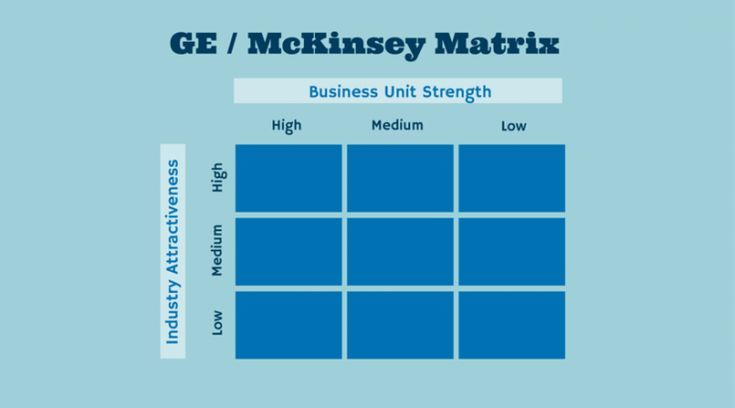 GE / McKinsey Matrix
Business Unit Strength
High Medium Low
Industry Attractiveness
High
Medium
Low